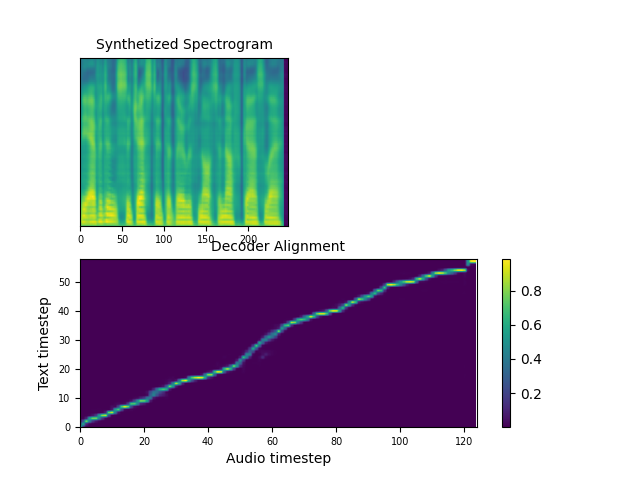 Synthetized Spectrogram
0 50 100 150 200
Decoder Alignment
50
40
30
20
10
0
Text timestep
0 20 40 60 80 100 120
Audio timestep
0.8
0.6
0.4
0.2